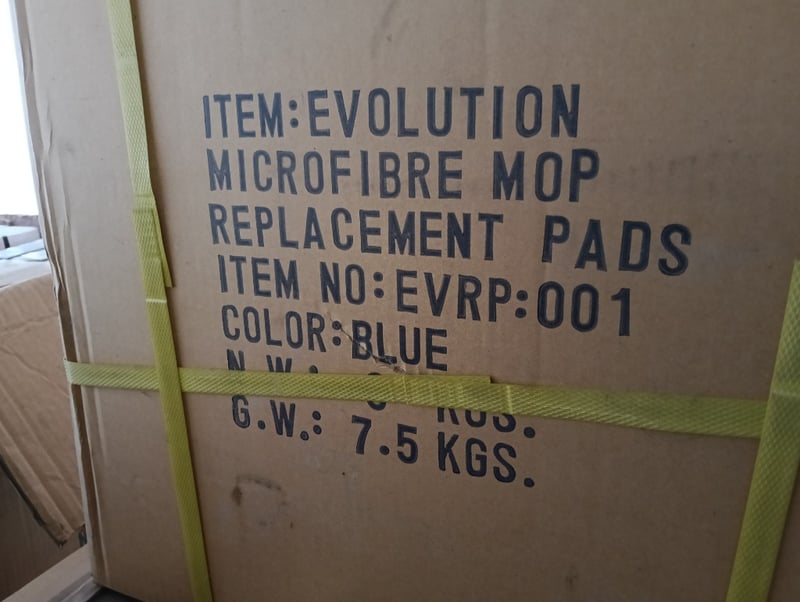 ITEM:EVOLUTION
MICROFIBRE MOP
REPLACEMENT PADS
ITEM NO:EVRP:001
COLOR:BLUE
N.W.: KGS.
G.W.: 7.5 KGS.